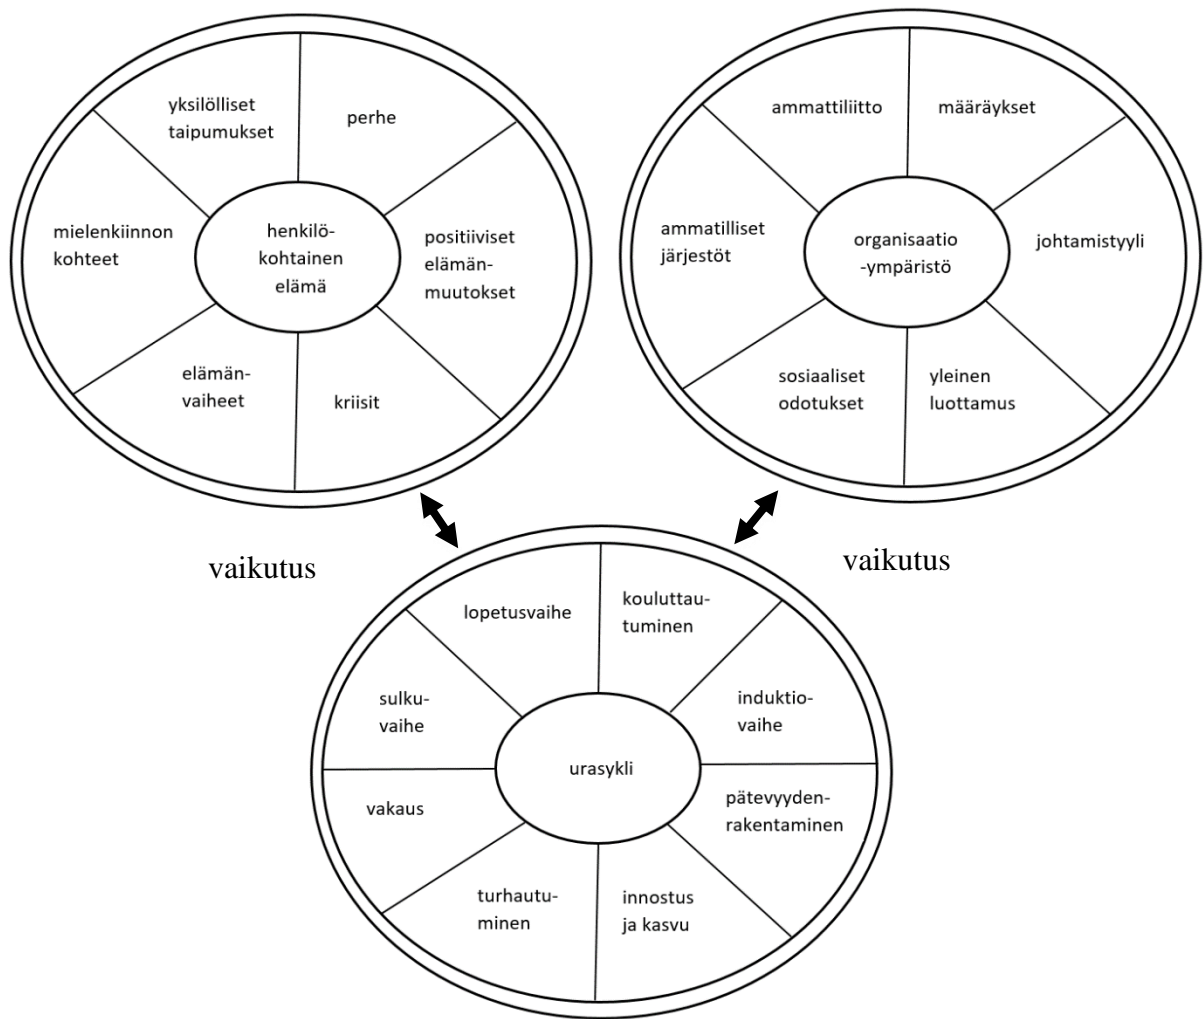 yksilölliset
taipumukset
perhe
mielenkiinnon
kohteet
henkilö-
kohtainen
elämä
positiiviset
elämän-
muutokset
elämän-
vaiheet
kriisit
ammattiliitto
määräykset
ammatilliset
järjestöt
organisaatio
-ympäristö
johtamistyyli
sosiaaliset
odotukset
yleinen
luottamus
vaikutus
vaikutus
lopetusvaihe
kouluttau-
tuminen
sulku-
vaihe
induktio-
vaihe
urasykli
vakaus
pätevyyden-
rakentaminen
turhautu-
minen
innostus
ja kasvu